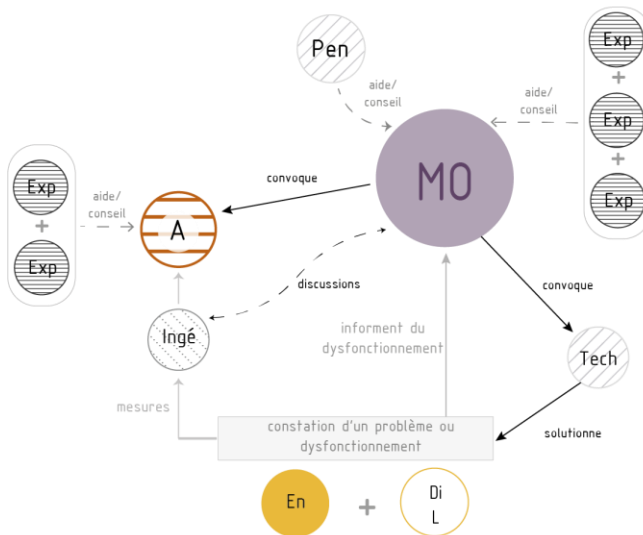 Pen
Exp
+
Exp
+
Exp
aide/
conseil
aide/
conseil
MO
convoque
Exp
+
Exp
aide/
conseil
A
discussions
convoque
Ingé
informent du
dysfonctionnement
Tech
mesures
constation d'un problème ou
dysfonctionnement
solutionne
En
+
Di
L